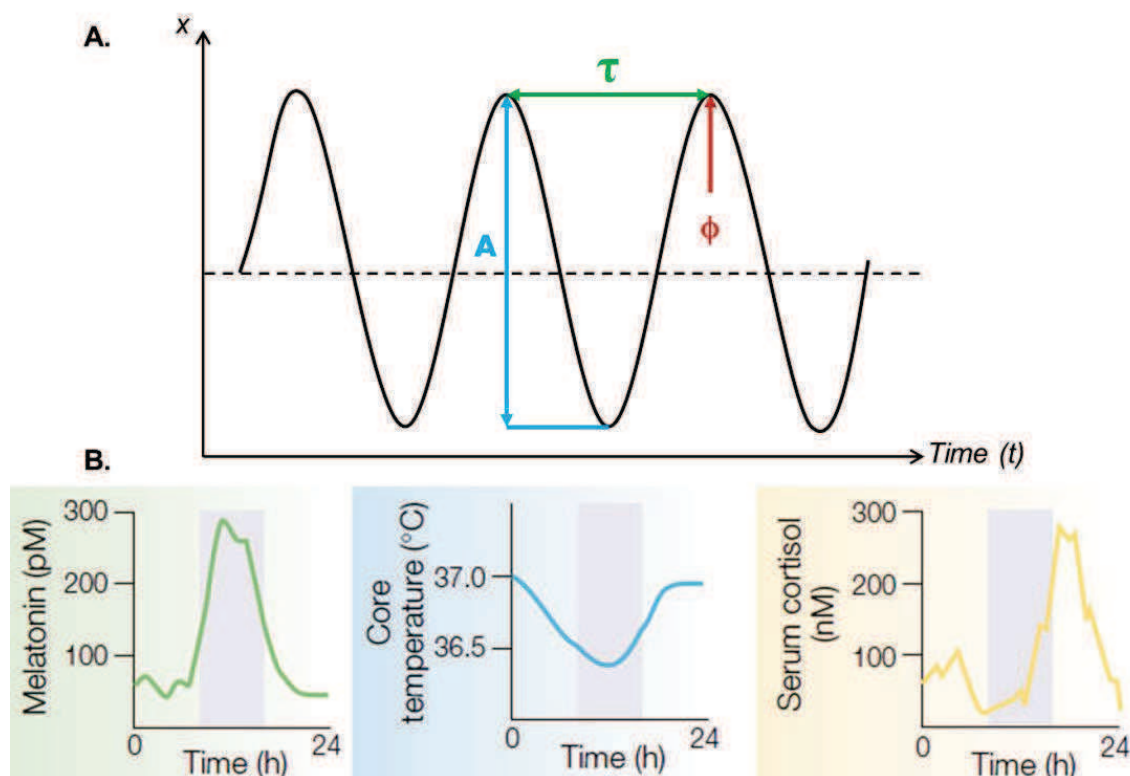 A.
x
τ
A
ϕ
Time (t)
B.
Melatonin (pM)
300
200
100
0
24
Time (h)
Core
temperature (°C)
37.0
36.5
0
24
Time (h)
Serum cortisol
(nM)
300
200
100
0
24
Time (h)